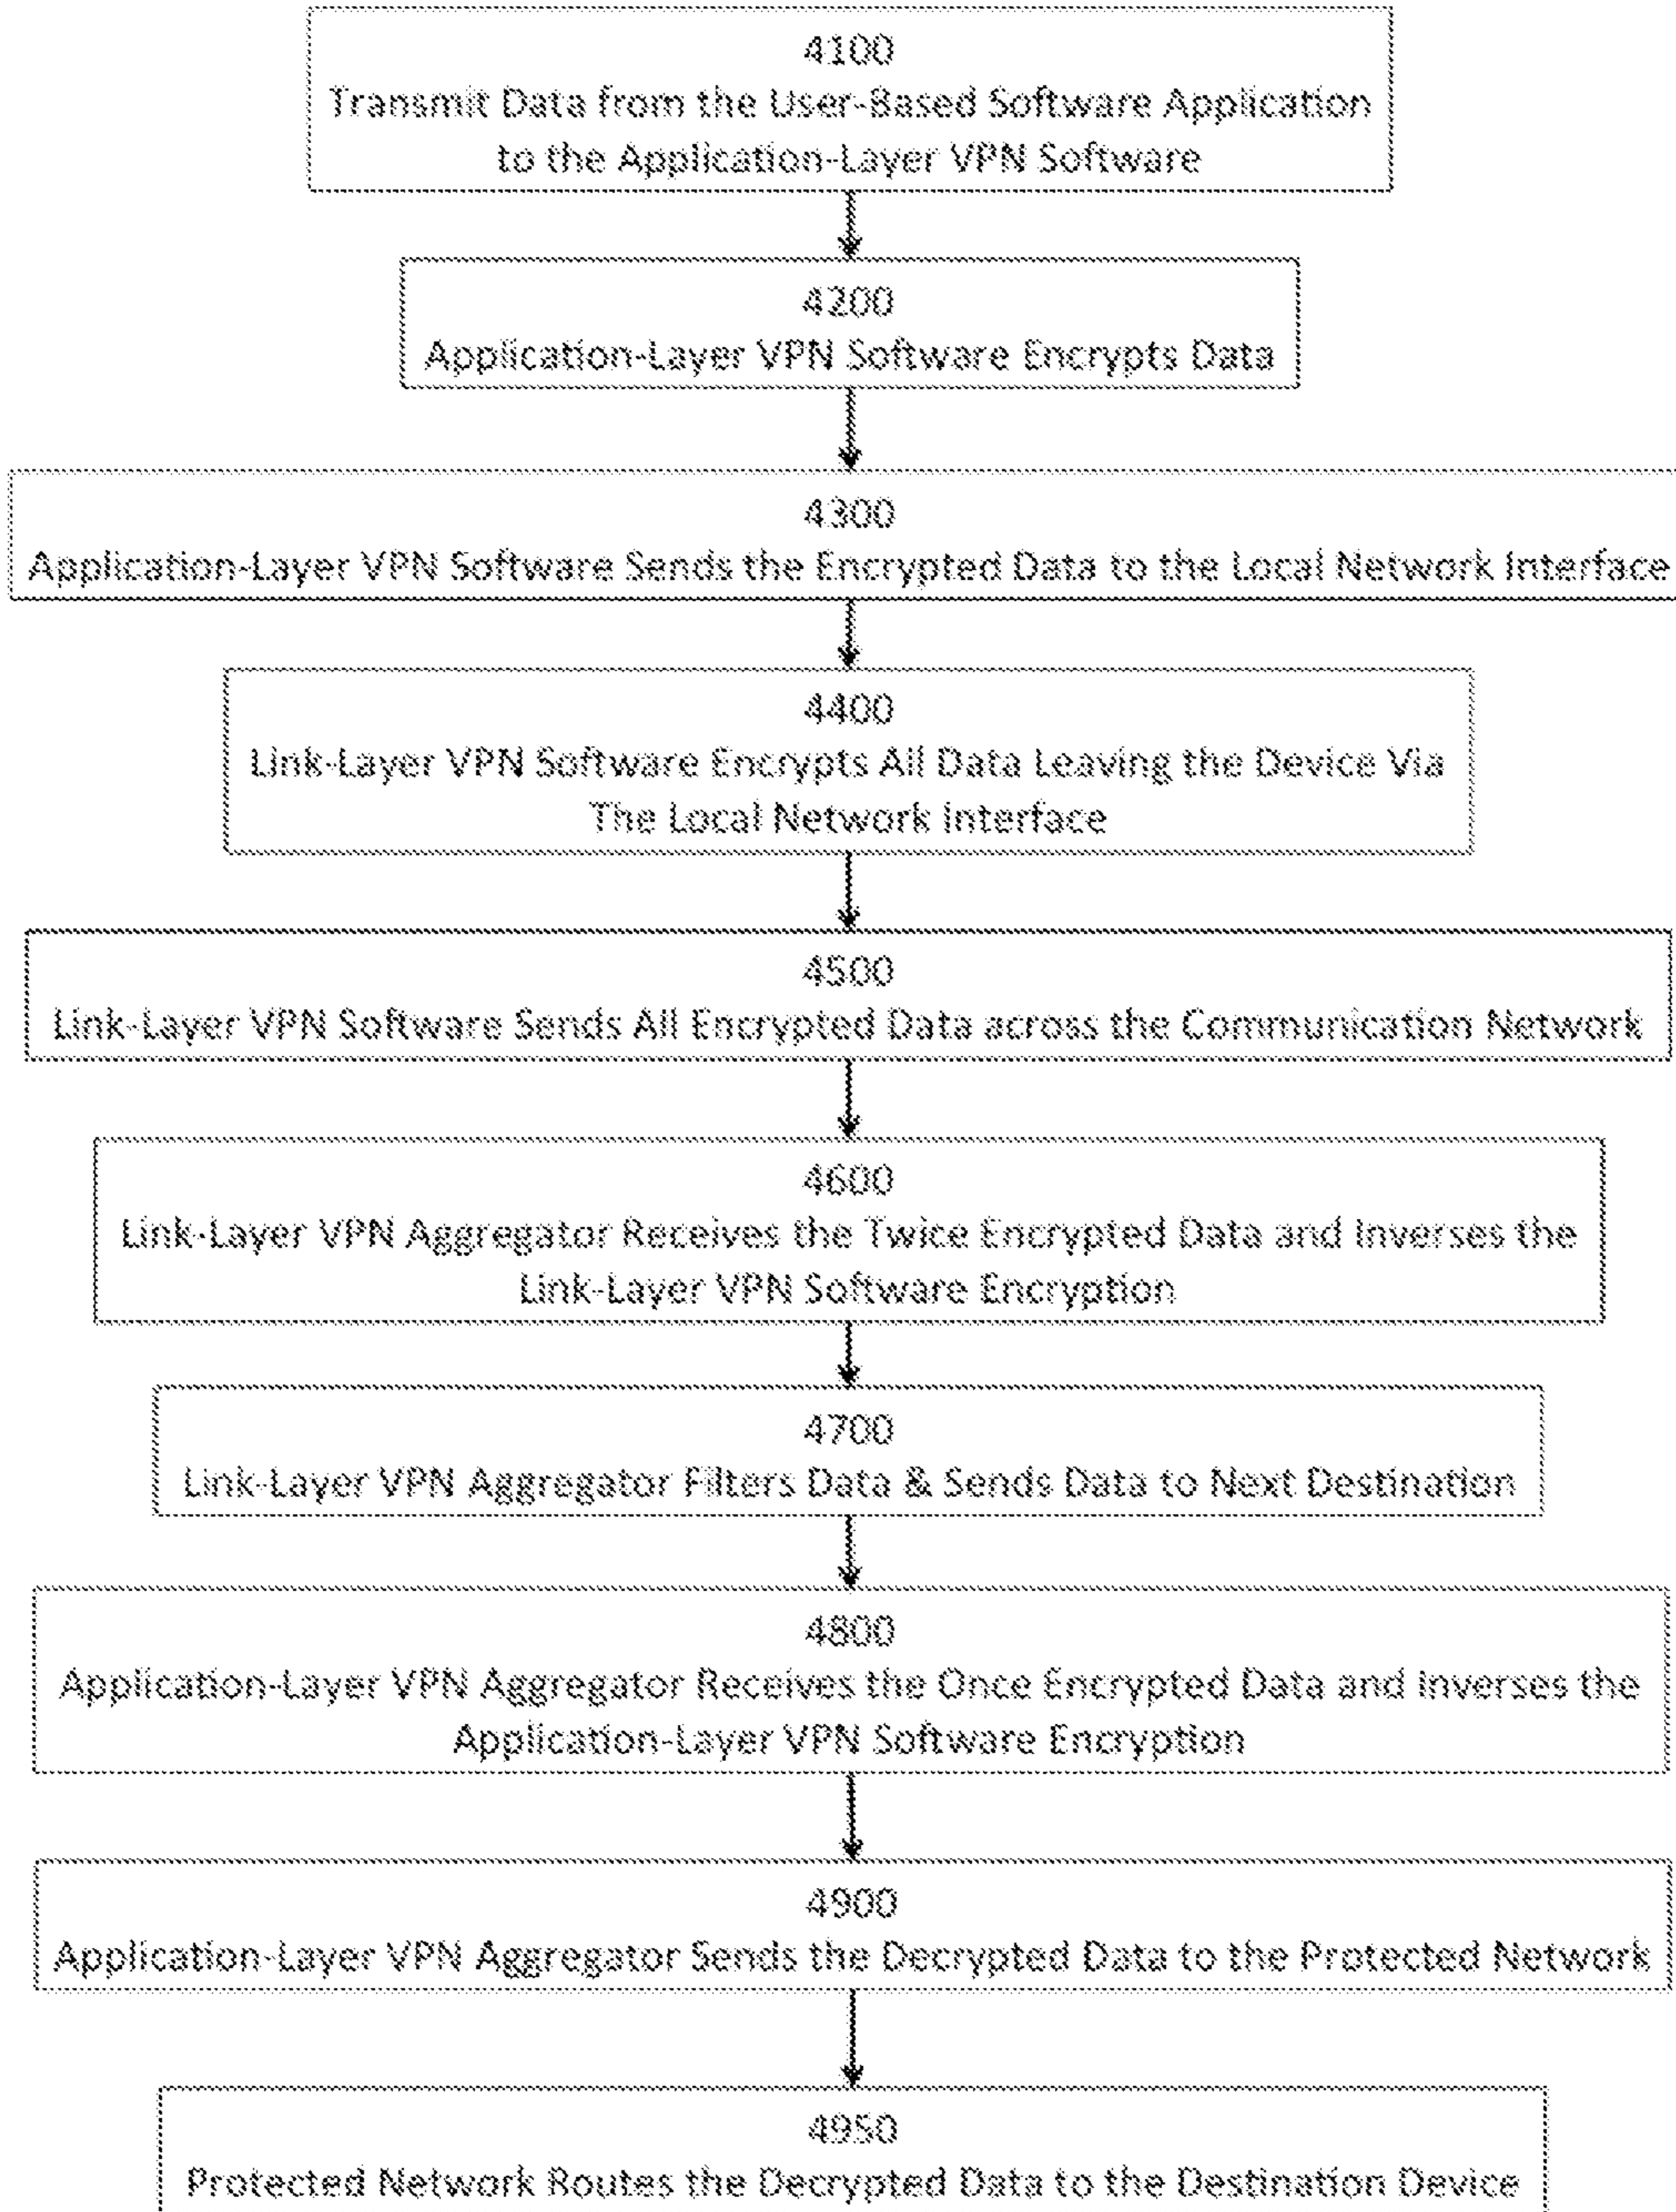 4100
Transmit Data from the User-Based Software Application
to the Application-Layer VPN Software
4200
Application-Layer VPN Software Encrypts Data
4300
Application-Layer VPN Software Sends the Encrypted Data to the Local Network Interface
4400
Link-Layer VPN Software Encrypts All Data Leaving the Device Via
The Local Network Interface
4500
Link-Layer VPN Software Sends All Encrypted Data across the Communication Network
4600
Link-Layer VPN Aggregator Receives the Twice Encrypted Data and Inverses the
Link-Layer VPN Software Encryption
4700
Link-Layer VPN Aggregator Filters Data & Sends Data to Next Destination
4800
Application-Layer VPN Aggregator Receives the Once Encrypted Data and Inverses the
Application-Layer VPN Software Encryption
4900
Application-Layer VPN Aggregator Sends the Decrypted Data to the Protected Network
4950
Protected Network Routes the Decrypted Data to the Destination Device